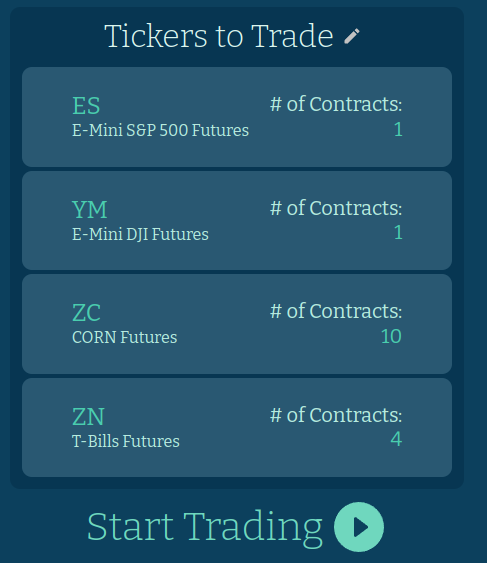 Tickers to Trade
ES
E-Mini S&P 500 Futures
# of Contracts:
1
YM
E-Mini DJI Futures
# of Contracts:
1
ZC
CORN Futures
# of Contracts:
10
ZN
T-Bills Futures
# of Contracts:
4
Start Trading